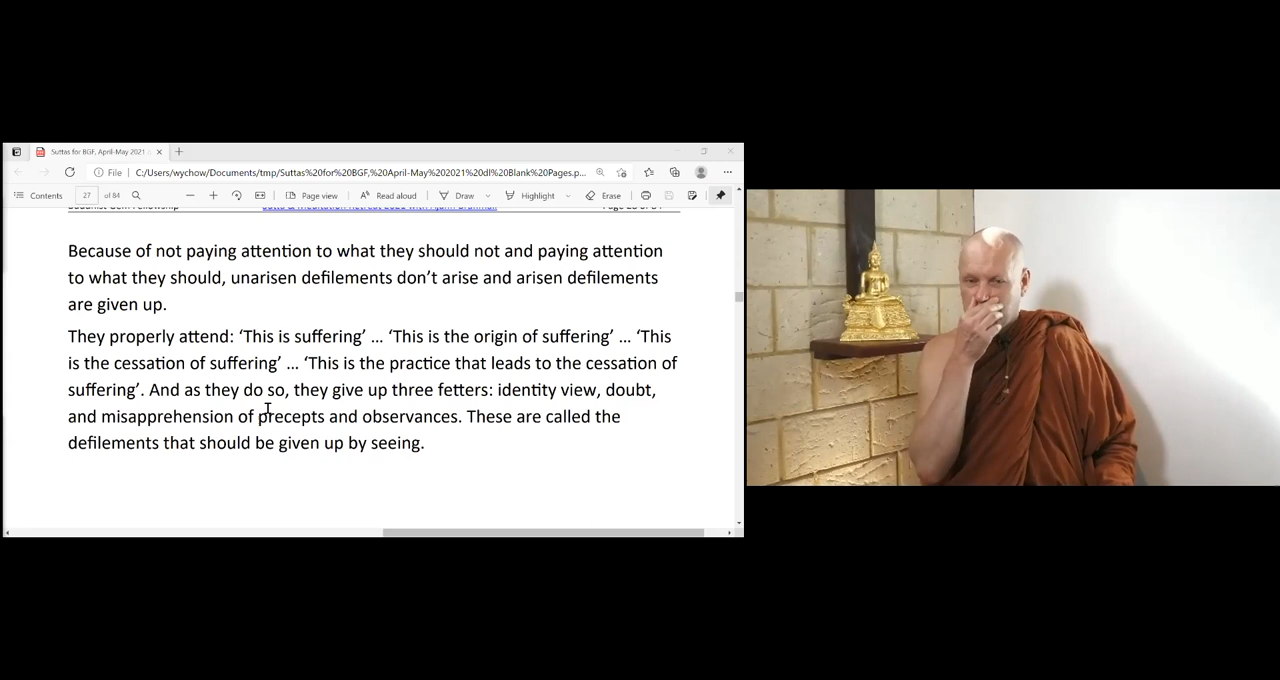 Suttas for BGF, April-May 2021
File
C:/Users/wychow/Documents/tmp/Suttas%20for%20BGF,%20April-May%202021%20dl%20Blank%20Pages.p...
Contents
27
of 84
Page view
Read aloud
Draw
Highlight
Erase
Because of not paying attention to what they should not and paying attention
to what they should, unarisen defilements don’t arise and arisen defilements
are given up.
They properly attend: ‘This is suffering’ … ‘This is the origin of suffering’ … ‘This
is the cessation of suffering’ … ‘This is the practice that leads to the cessation of
suffering’. And as they do so, they give up three fetters: identity view, doubt,
and misapprehension of precepts and observances. These are called the
defilements that should be given up by seeing.